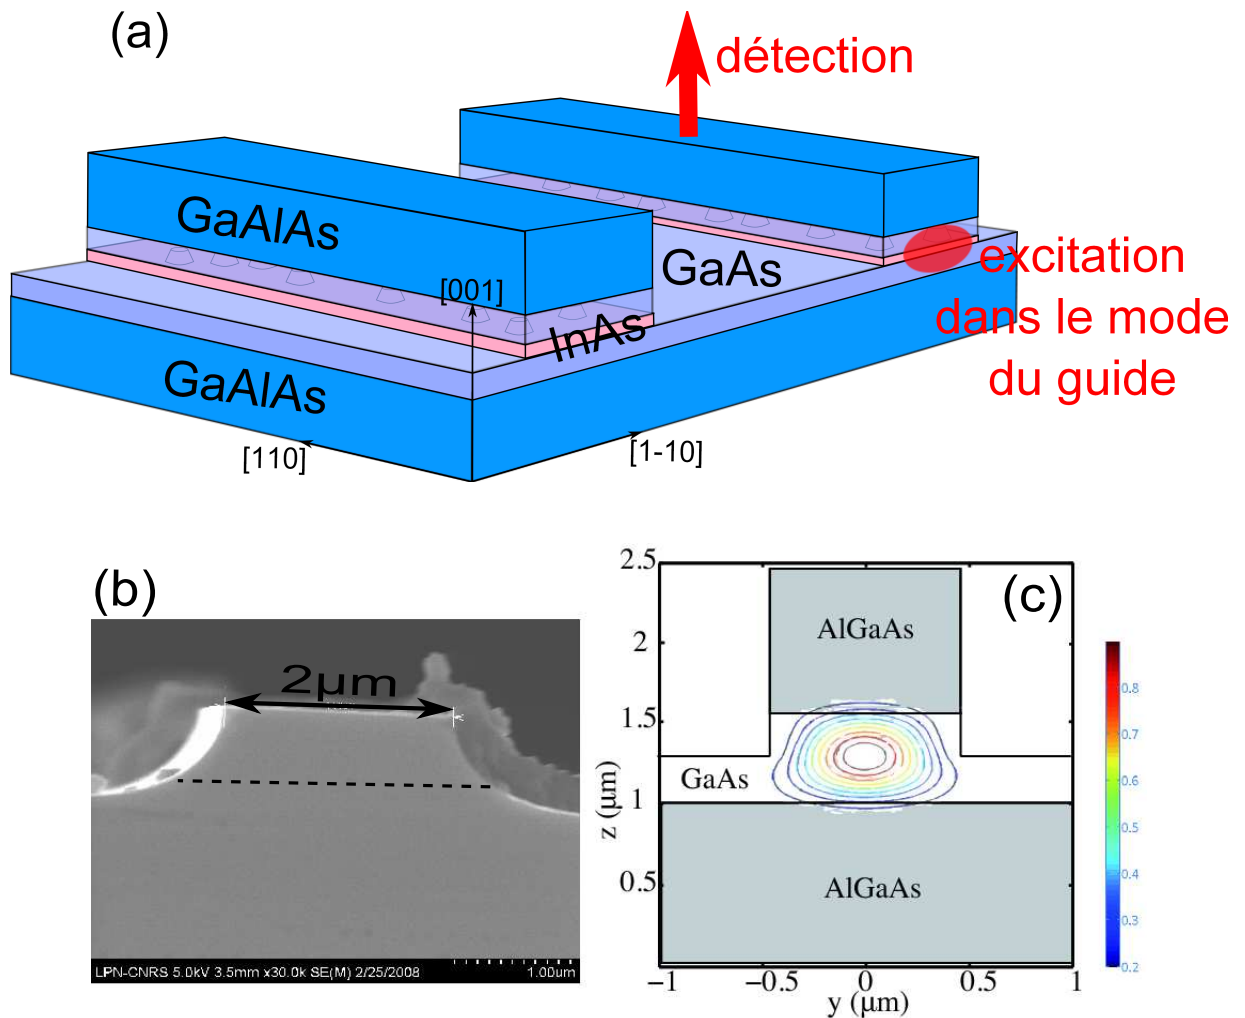 (a)
détection
GaAlAs
GaAs
[001]
InAs
excitation
dans le mode
du guide
GaAlAs
[110]
[1-10]
(b)
2µm
LPN-CNRS 5.0kV 3.5mm x30.0k SE(M) 2/25/2008
1.00um
(c)
2.5
2
1.5
1
0.5
z (µm)
AlGaAs
GaAs
AlGaAs
−1
−0.5
0
0.5
1
y (µm)
0.8
0.7
0.6
0.5
0.4
0.3
0.2